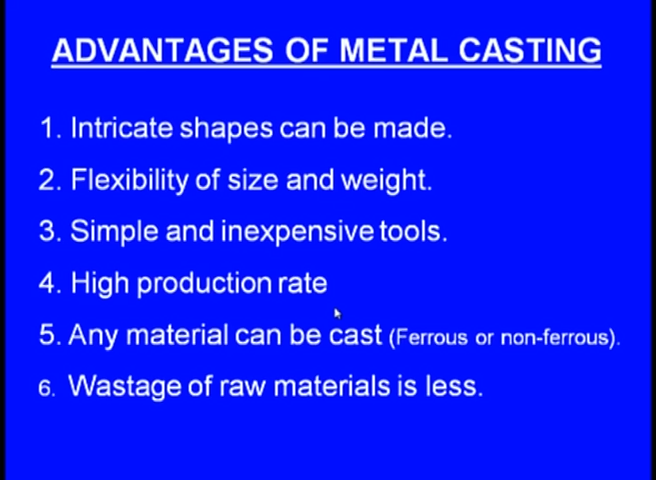 ADVANTAGES OF METAL CASTING
1. Intricate shapes can be made.
2. Flexibility of size and weight.
3. Simple and inexpensive tools.
4. High production rate
5. Any material can be cast (Ferrous or non-ferrous).
6. Wastage of raw materials is less.